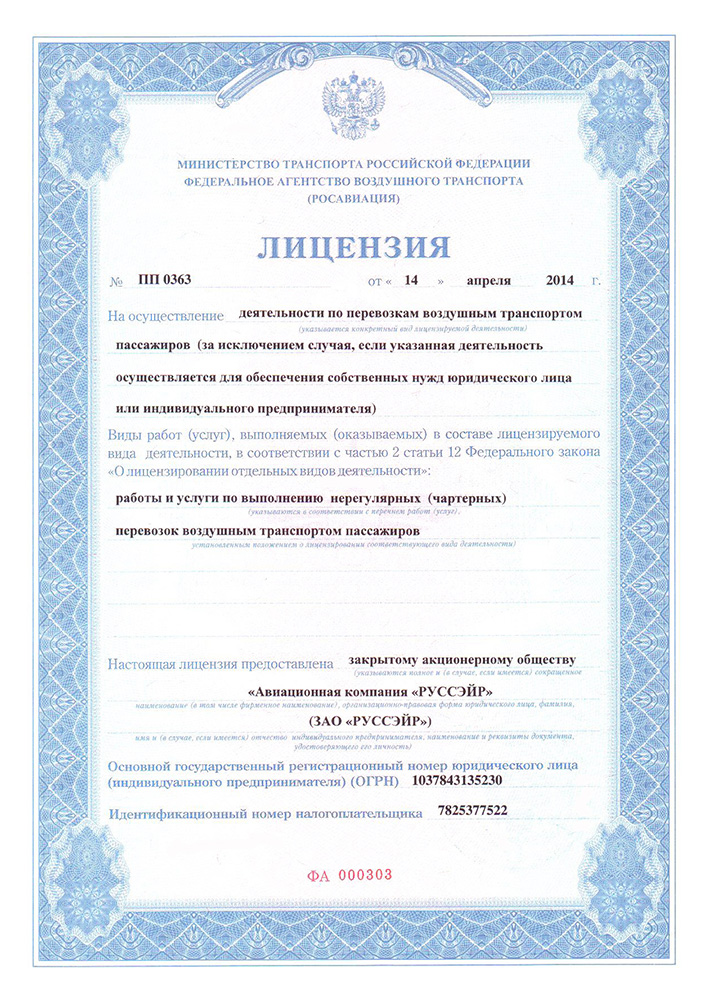 МИНИСТЕРСТВО ТРАНСПОРТА РОССИЙСКОЙ ФЕДЕРАЦИИ
ФЕДЕРАЛЬНОЕ АГЕНТСТВО ВОЗДУШНОГО ТРАНСПОРТА
(РОСАВИАЦИЯ)
ЛИЦЕНЗИЯ
№ ПП 0363 от « 14 » апреля 2014 г.
На осуществление деятельности по перевозкам воздушным транспортом
(указывается конкретный вид лицензируемой деятельности)
пассажиров (за исключением случая, если указанная деятельность
осуществляется для обеспечения собственных нужд юридического лица
или индивидуального предпринимателя)
Виды работ (услуг), выполняемых (оказываемых) в составе лицензируемого
вида деятельности, в соответствии с частью 2 статьи 12 Федерального закона
«О лицензировании отдельных видов деятельности»:
работы и услуги по выполнению нерегулярных (чартерных)
(указываются в соответствии с перечнем работ (услуг),
перевозок воздушным транспортом пассажиров
установленным положением о лицензировании соответствующего вида деятельности)
Настоящая лицензия предоставлена закрытому акционерному обществу
(указываются полное и (в случае, если имеется) сокращенное
«Авиационная компания «РУССЭЙР»
наименование (в том числе фирменное наименование), организационно-правовая форма юридического лица, фамилия,
(ЗАО «РУССЭЙР»)
имя и (в случае, если имеется) отчество индивидуального предпринимателя, наименование и реквизиты документа,
удостоверяющего его личность)
Основной государственный регистрационный номер юридического лица
(индивидуального предпринимателя) (ОГРН) 1037843135230
Идентификационный номер налогоплательщика 7825377522
ФА 000303